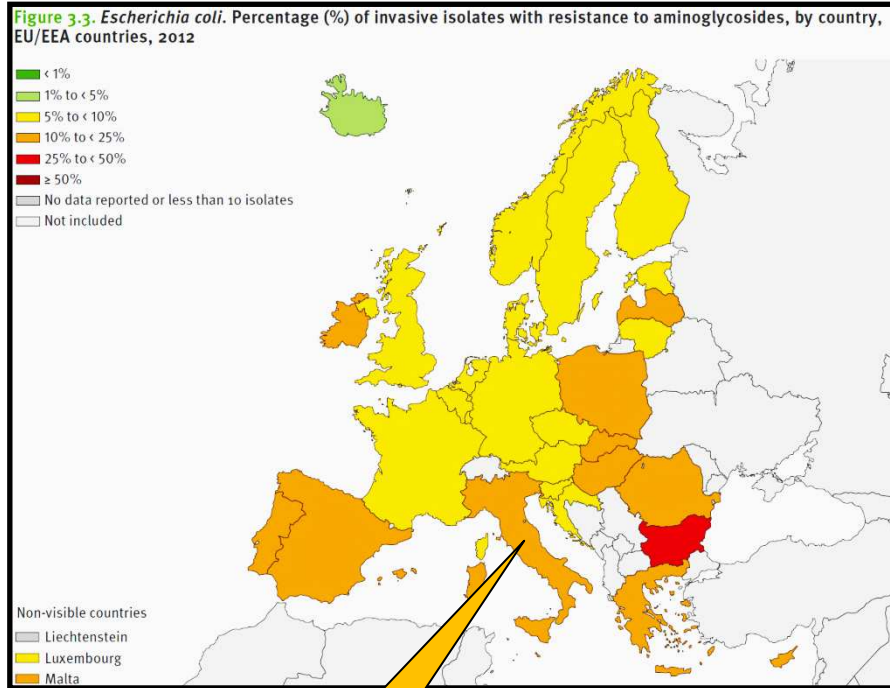 Figure 3.3. Escherichia coli. Percentage (%) of invasive isolates with resistance to aminoglycosides, by country,
EU/EEA countries, 2012
< 1%
1% to < 5%
5% to < 10%
10% to < 25%
25% to < 50%
≥ 50%
No data reported or less than 10 isolates
Not included
Non-visible countries
Liechtenstein
Luxembourg
Malta